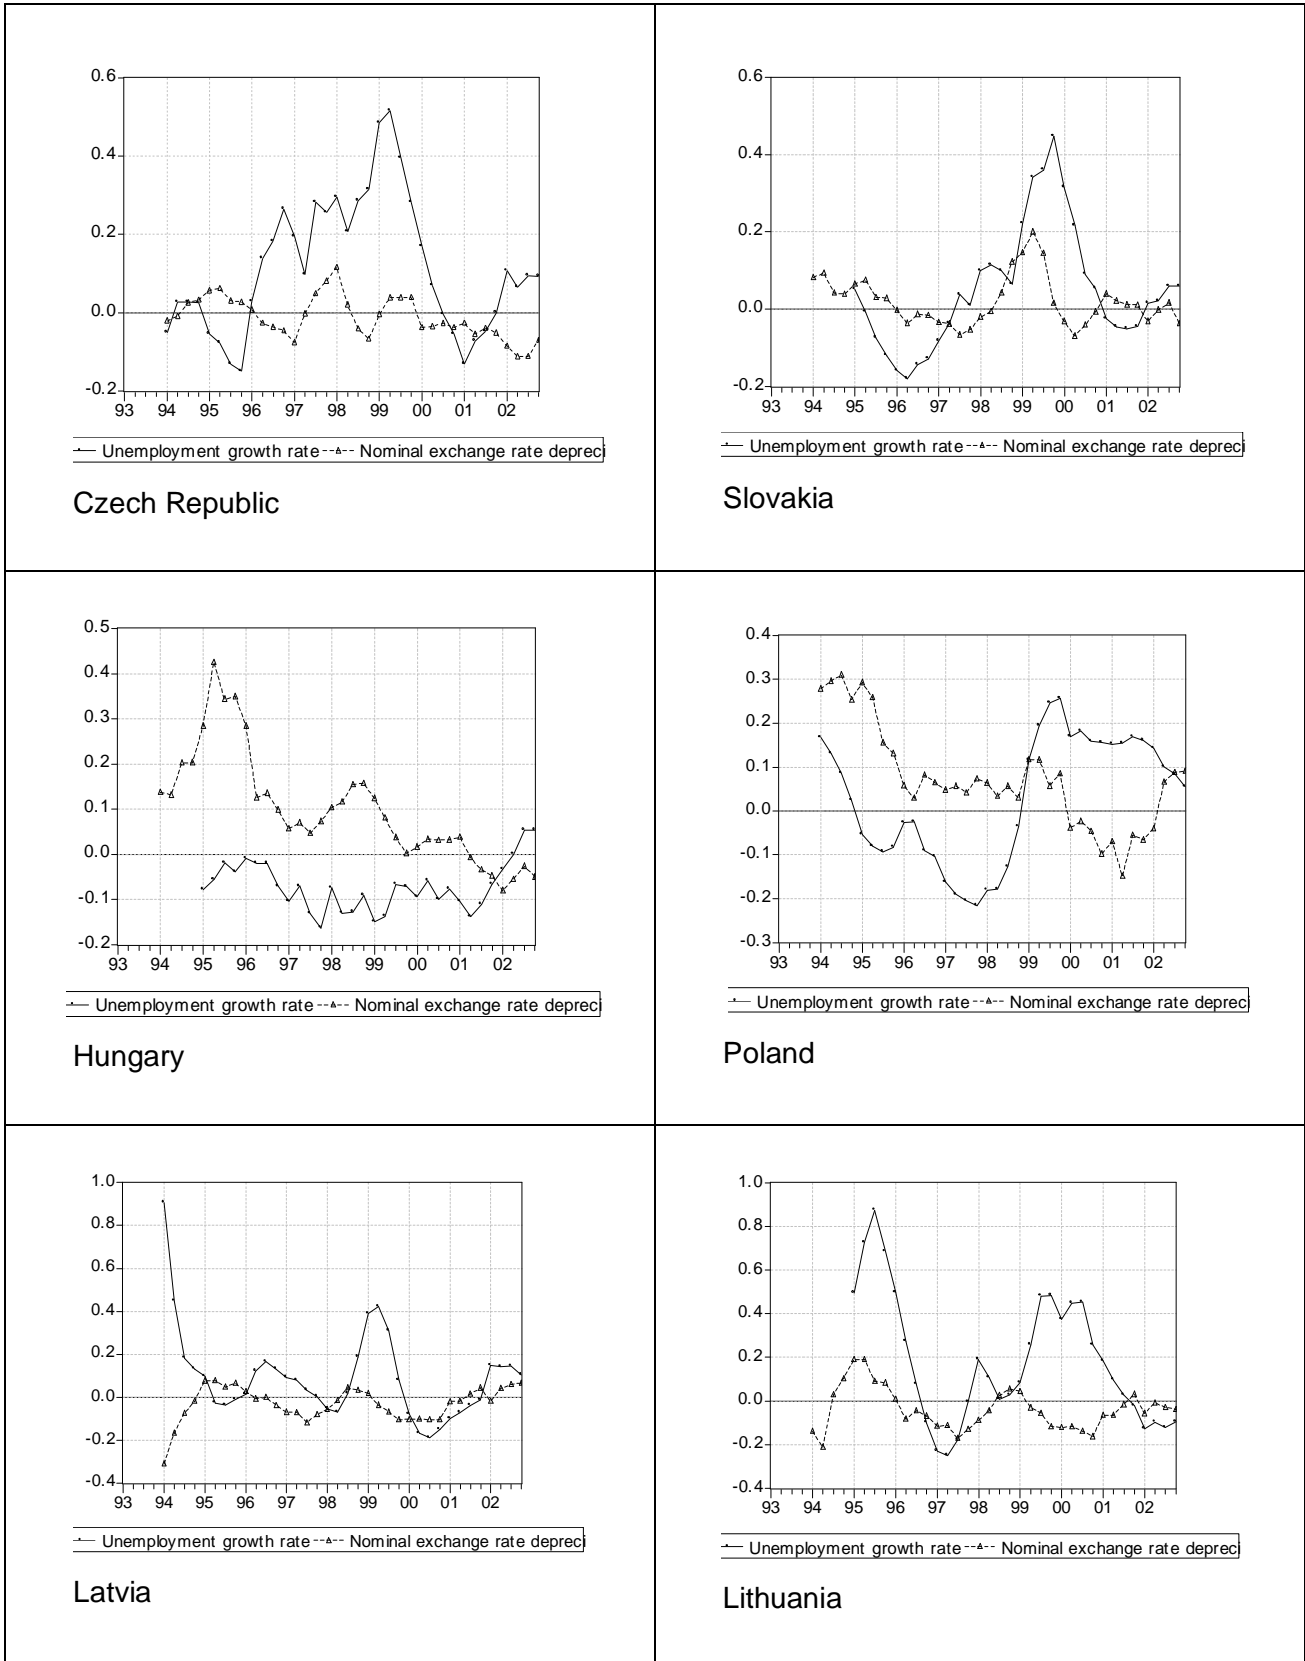 0.6
0.4
0.2
0.0
-0.2
93 94 95 96 97 98 99 00 01 02
Unemployment growth rate Nominal exchange rate depreci
Czech Republic
0.6
0.4
0.2
0.0
-0.2
93 94 95 96 97 98 99 00 01 02
Unemployment growth rate Nominal exchange rate depreci
Slovakia
0.5
0.4
0.3
0.2
0.1
0.0
-0.1
-0.2
93 94 95 96 97 98 99 00 01 02
Unemployment growth rate Nominal exchange rate depreci
Hungary
0.4
0.3
0.2
0.1
0.0
-0.1
-0.2
-0.3
93 94 95 96 97 98 99 00 01 02
Unemployment growth rate Nominal exchange rate depreci
Poland
1.0
0.8
0.6
0.4
0.2
0.0
-0.2
-0.4
93 94 95 96 97 98 99 00 01 02
Unemployment growth rate Nominal exchange rate depreci
Latvia
1.0
0.8
0.6
0.4
0.2
0.0
-0.2
-0.4
93 94 95 96 97 98 99 00 01 02
Unemployment growth rate Nominal exchange rate depreci
Lithuania